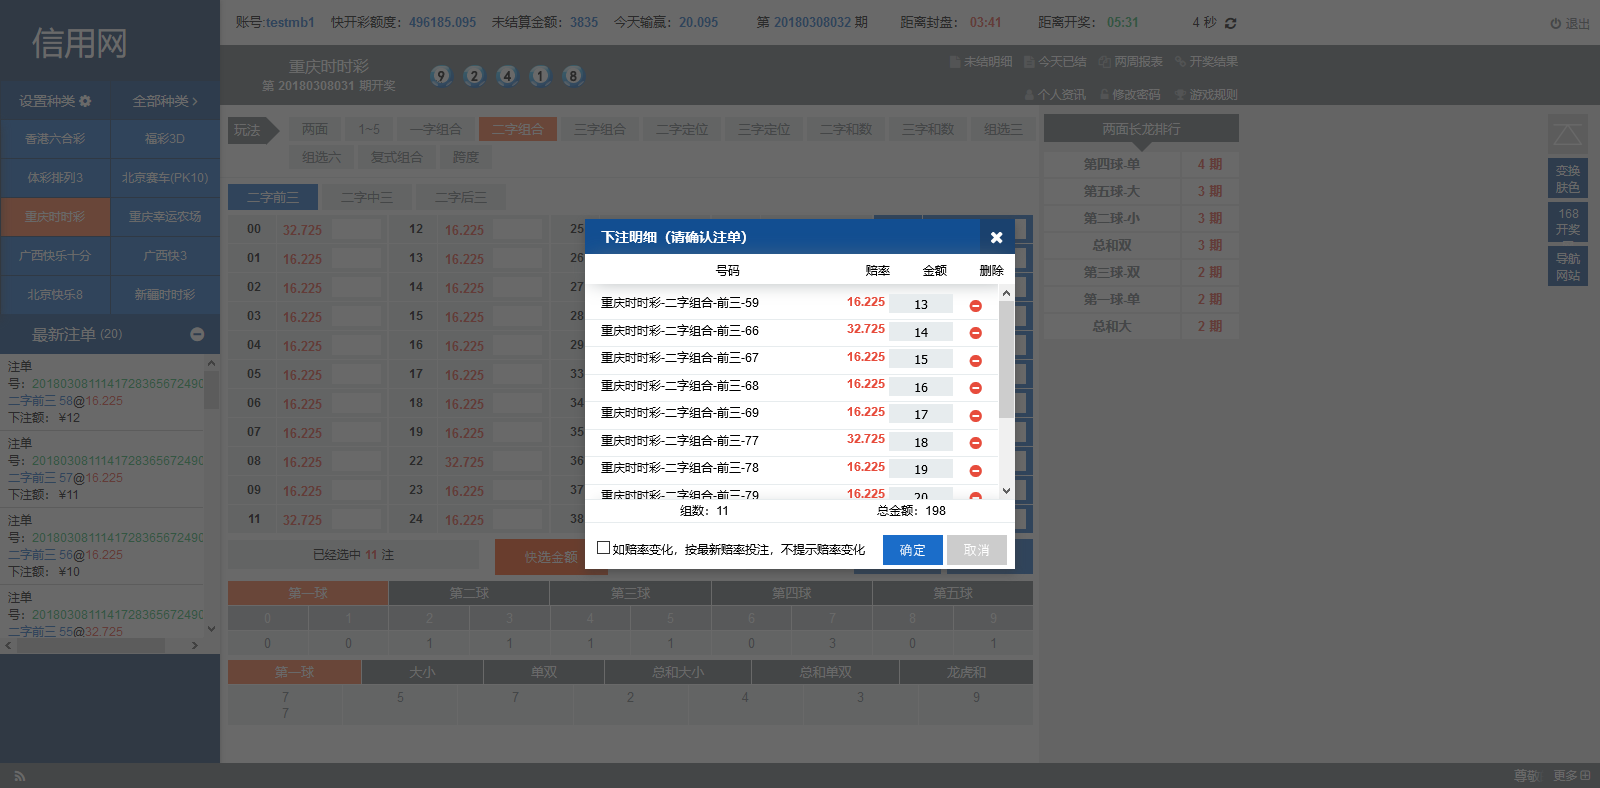 信用网
账号:testmb1 快开彩额度：496185.095 未结算金额：3835 今天输赢：20.095 第 20180308032 期 距离封盘：03:41 距离开奖：05:31 4 秒 退出
重庆时时彩
第 20180308031 期开奖
9 2 4 1 8
未结明细 今天已结 两周报表 开奖结果
个人资讯 修改密码 游戏规则
设置种类 全部种类
香港六合彩 福彩3D
体彩排列3 北京赛车(PK10)
重庆时时彩 重庆幸运农场
广西快乐十分 广西快3
北京快乐8 新疆时时彩
最新注单 (20)
注单
号：2018030811141728365672490
二字前三 58@16.225
下注额： ¥12
注单
号：2018030811141728365672490
二字前三 57@16.225
下注额： ¥11
注单
号：2018030811141728365672490
二字前三 56@16.225
下注额： ¥10
注单
号：2018030811141728365672490
二字前三 55@32.725
玩法 两面 1~5 一字组合 二字组合 三字组合 二字定位 三字定位 二字和数 三字和数 组选三
组选六 复式组合 跨度
二字前三 二字中三 二字后三
00 32.725 12 16.225 25
01 16.225 13 16.225 26
02 16.225 14 16.225 27
03 16.225 15 16.225 28
04 16.225 16 16.225 29
05 16.225 17 16.225 33
06 16.225 18 16.225 34
07 16.225 19 16.225 35
08 16.225 22 32.725 36
09 16.225 23 16.225 37
11 32.725 24 16.225 38
已经选中 11 注 快选金额
下注明细（请确认注单）
号码 赔率 金额 删除
重庆时时彩-二字组合-前三-59 16.225 13
重庆时时彩-二字组合-前三-66 32.725 14
重庆时时彩-二字组合-前三-67 16.225 15
重庆时时彩-二字组合-前三-68 16.225 16
重庆时时彩-二字组合-前三-69 16.225 17
重庆时时彩-二字组合-前三-77 32.725 18
重庆时时彩-二字组合-前三-78 16.225 19
重庆时时彩-二字组合-前三-79 16.225 20
组数：11 总金额：198
如赔率变化，按最新赔率投注，不提示赔率变化 确定 取消
第一球 第二球 第三球 第四球 第五球
0 1 2 3 4 5 6 7 8 9
0 0 1 1 1 1 0 3 0 1
第一球 大小 单双 总和大小 总和单双 龙虎和
7 5 7 2 4 3 9
7
两面长龙排行
第四球-单 4 期
第五球-大 3 期
第二球-小 3 期
总和双 3 期
第三球-双 2 期
第一球-单 2 期
总和大 2 期
变换
肤色
168
开奖
导航
网站
尊敬 更多